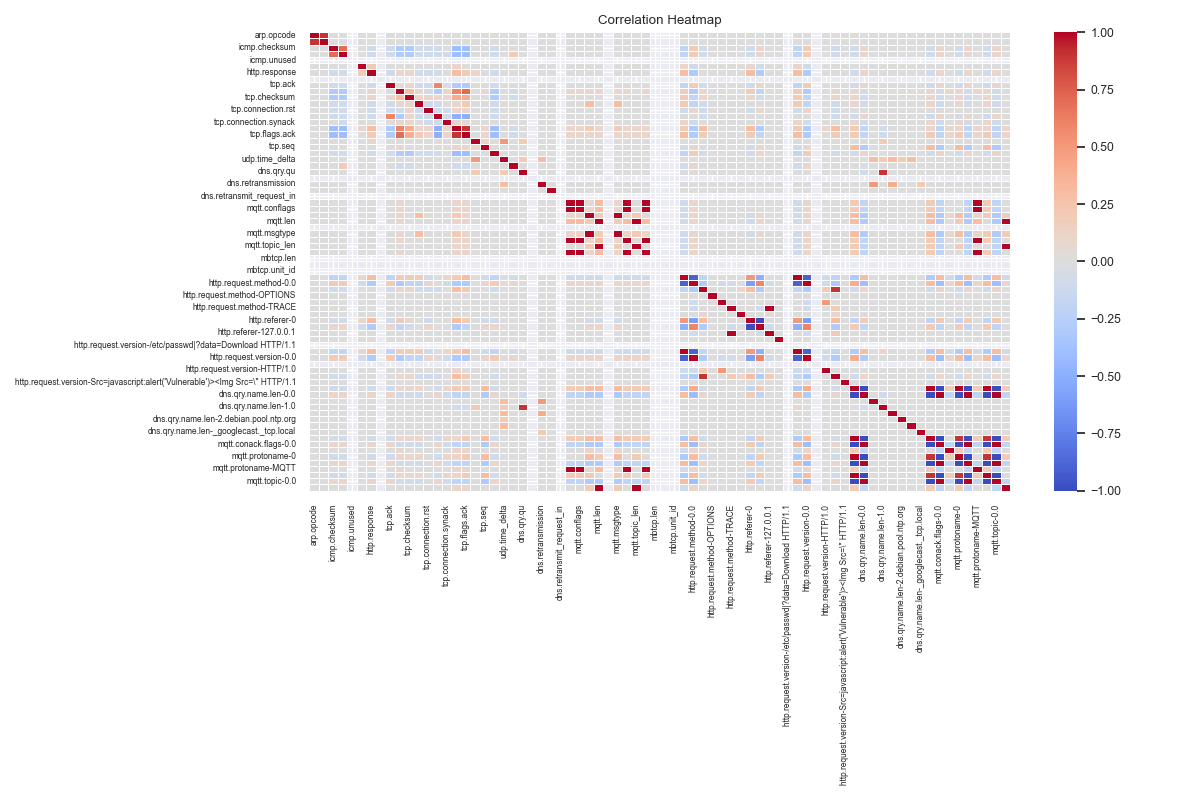 Correlation Heatmap
arp.opcode
icmp.checksum
icmp.unused
http.response
tcp.ack
tcp.checksum
tcp.connection.rst
tcp.connection.synack
tcp.flags.ack
tcp.seq
udp.time_delta
dns.qry.qu
dns.retransmission
dns.retransmit_request_in
mqtt.conflags
mqtt.len
mqtt.msgtype
mqtt.topic_len
mbtcp.len
mbtcp.unit_id
http.request.method-0.0
http.request.method-OPTIONS
http.request.method-TRACE
http.referer-0
http.referer-127.0.0.1
http.request.version-/etc/passwd|?data=Download HTTP/1.1
http.request.version-0.0
http.request.version-HTTP/1.0
http.request.version-Src=javascript:alert('Vulnerable')><Img Src=\" HTTP/1.1
dns.qry.name.len-0.0
dns.qry.name.len-1.0
dns.qry.name.len-2.debian.pool.ntp.org
dns.qry.name.len-_googlecast._tcp.local
mqtt.conack.flags-0.0
mqtt.protoname-0
mqtt.protoname-MQTT
mqtt.topic-0.0
arp.opcode
icmp.checksum
icmp.unused
http.response
tcp.ack
tcp.checksum
tcp.connection.rst
tcp.connection.synack
tcp.flags.ack
tcp.seq
udp.time_delta
dns.qry.qu
dns.retransmission
dns.retransmit_request_in
mqtt.conflags
mqtt.len
mqtt.msgtype
mqtt.topic_len
mbtcp.len
mbtcp.unit_id
http.request.method-0.0
http.request.method-OPTIONS
http.request.method-TRACE
http.referer-0
http.referer-127.0.0.1
http.request.version-/etc/passwd|?data=Download HTTP/1.1
http.request.version-0.0
http.request.version-HTTP/1.0
http.request.version-Src=javascript:alert('Vulnerable')><Img Src=\" HTTP/1.1
dns.qry.name.len-0.0
dns.qry.name.len-1.0
dns.qry.name.len-2.debian.pool.ntp.org
dns.qry.name.len-_googlecast._tcp.local
mqtt.conack.flags-0.0
mqtt.protoname-0
mqtt.protoname-MQTT
mqtt.topic-0.0
1.00
0.75
0.50
0.25
0.00
−0.25
−0.50
−0.75
−1.00